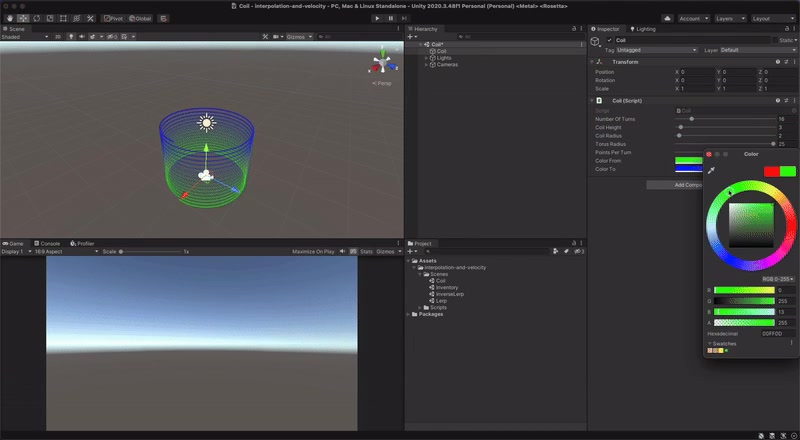 Coil - interpolation-and-velocity - PC, Mac & Linux Standalone - Unity 2020.3.48f1 Personal (Personal) <Metal> <Rosetta>
Pivot Global
Account Layers Layout
Scene
Shaded 2D Gizmos All
Persp
Hierarchy
All
Coil*
Coil
Lights
Cameras
Inspector Lighting
Coil Static
Tag Untagged Layer Default
Transform
Position X 0 Y 0 Z 0
Rotation X 0 Y 0 Z 0
Scale X 1 Y 1 Z 1
Coil (Script)
Script Coil
Number Of Turns 16
Coil Height 3
Coil Radius 2
Torus Radius 25
Points Per Turn
Color From
Color To
Add Compo
Color
RGB 0-255
R 0
G 255
B 13
A 255
Hexadecimal 00FF0D
Swatches
Game Console Profiler
Display 1 16:9 Aspect Scale 1x Maximize On Play Stats Gizmos
Project
Assets
interpolation-and-velocity
Scenes
Coil
Inventory
InverseLerp
Lerp
Scripts
Packages